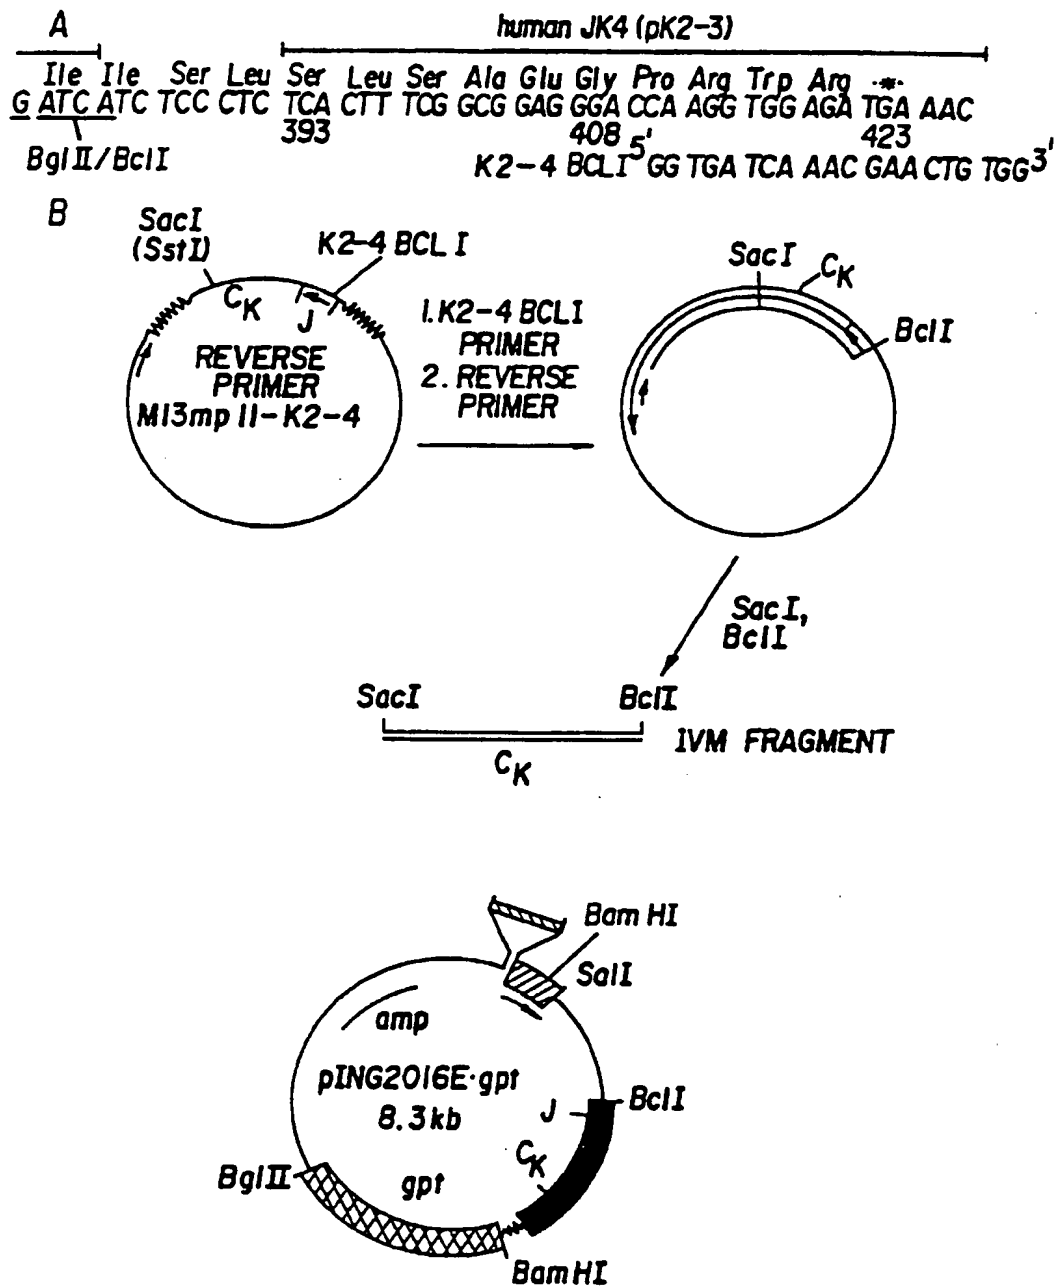 A
human JK4 (pK2-3)
Ile Ile Ser Leu Ser Leu Ser Ala Glu Gly Pro Arg Trp Arg -*-
G ATC ATC TCC CTC TCA CTT TCG GCG GAG GGA CCA AGG TGG AGA TGA AAC
393 408 423
BglII/BclI
K2-4 BCLI 5' GG TGA TCA AAC GAA CTG TGG 3'
B
SacI
(SstI)
K2-4 BCL I
CK
J
REVERSE
PRIMER
M13mp11-K2-4
1. K2-4 BCLI
PRIMER
2. REVERSE
PRIMER
SacI
CK
BclI
SacI,
BclI
SacI
BclI
CK
IVM FRAGMENT
BamHI
SalI
amp
pING2016E·gpt
8.3kb
J
BclI
CK
BglII
gpt
BamHI